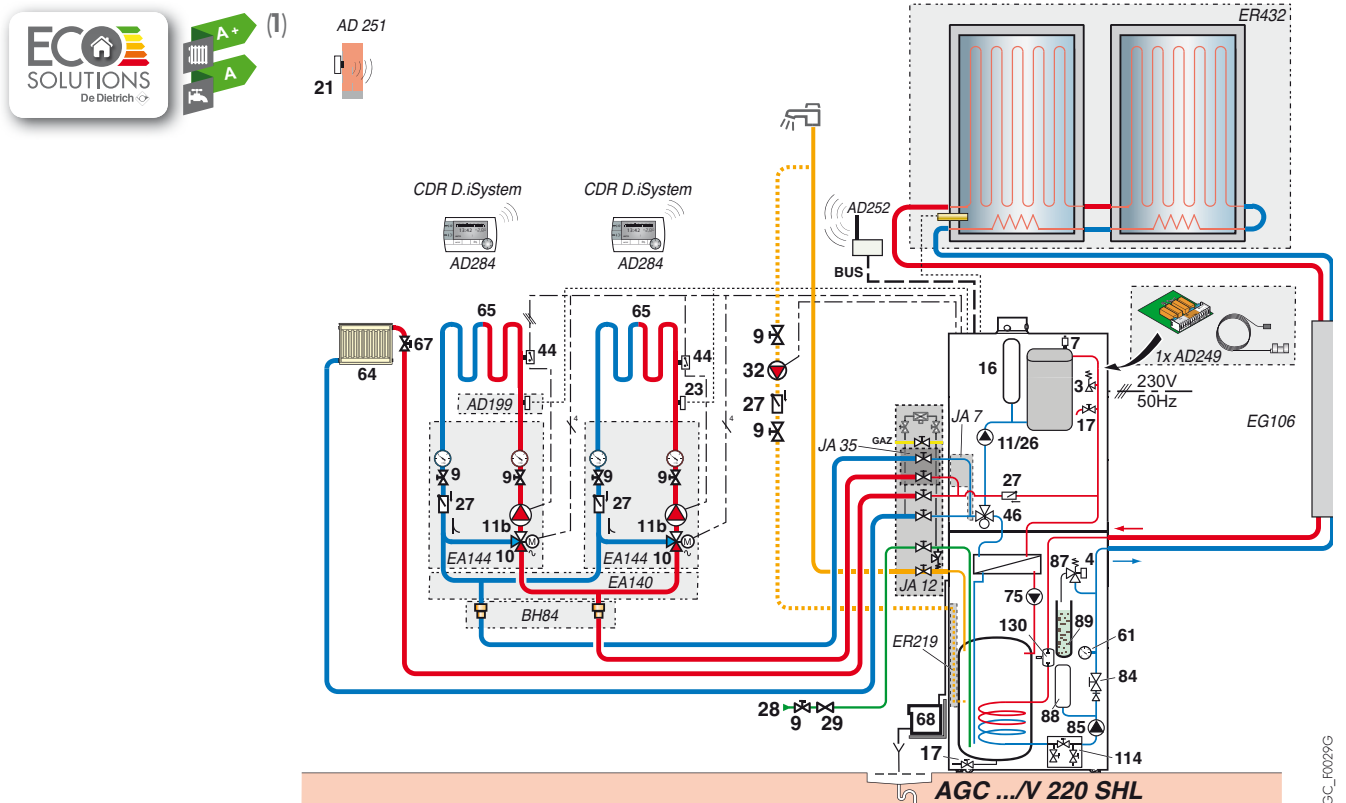 ECO
SOLUTIONS
De Dietrich
A+
A
(1)
AD 251
21
ER432
CDR D.iSystem
CDR D.iSystem
AD284
AD284
AD252
BUS
65
65
67
64
44
44
23
AD199
4
4
9
32
27
9
9
9
9
9
27
27
11b
11b
10
10
EA144
EA144
EA140
BH84
JA 35
GAZ
JA 7
JA 12
16
7
3
17
11/26
27
46
1x AD249
230V
50Hz
EG106
87
4
75
130
89
61
84
88
85
114
ER219
28
9
29
68
17
AGC .../V 220 SHL
GC_F0029G